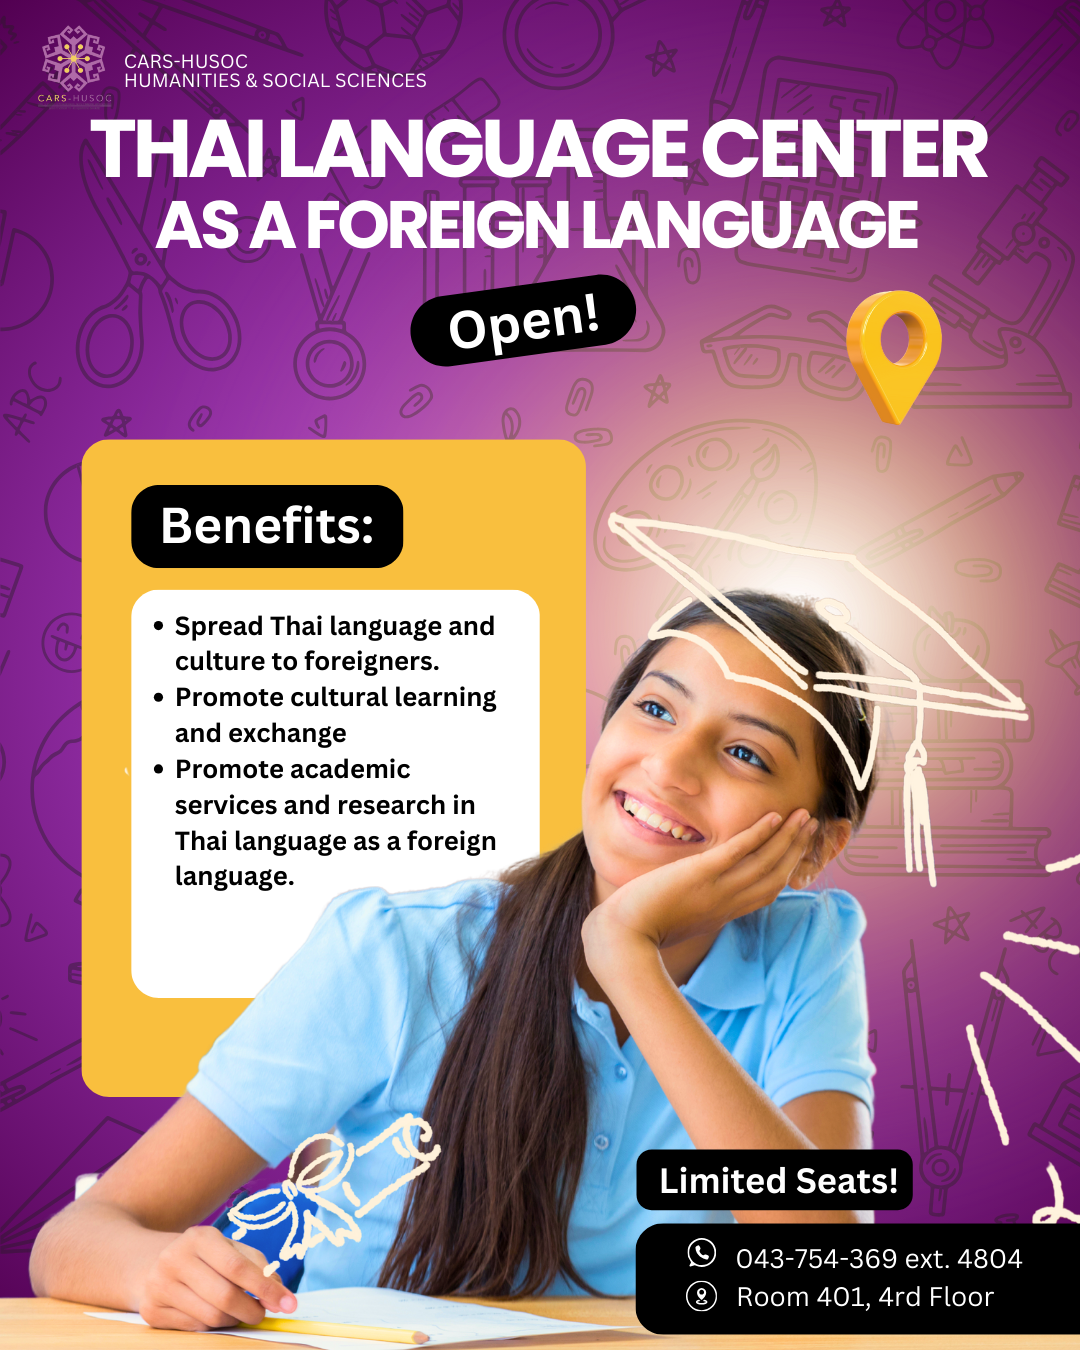 CARS-HUSOC
CARS-HUSOC
HUMANITIES & SOCIAL SCIENCES
THAI LANGUAGE CENTER
AS A FOREIGN LANGUAGE
Open!
ABC
Benefits:
• Spread Thai language and
culture to foreigners.
• Promote cultural learning
and exchange
• Promote academic
services and research in
Thai language as a foreign
language.
Limited Seats!
043-754-369 ext. 4804
Room 401, 4rd Floor